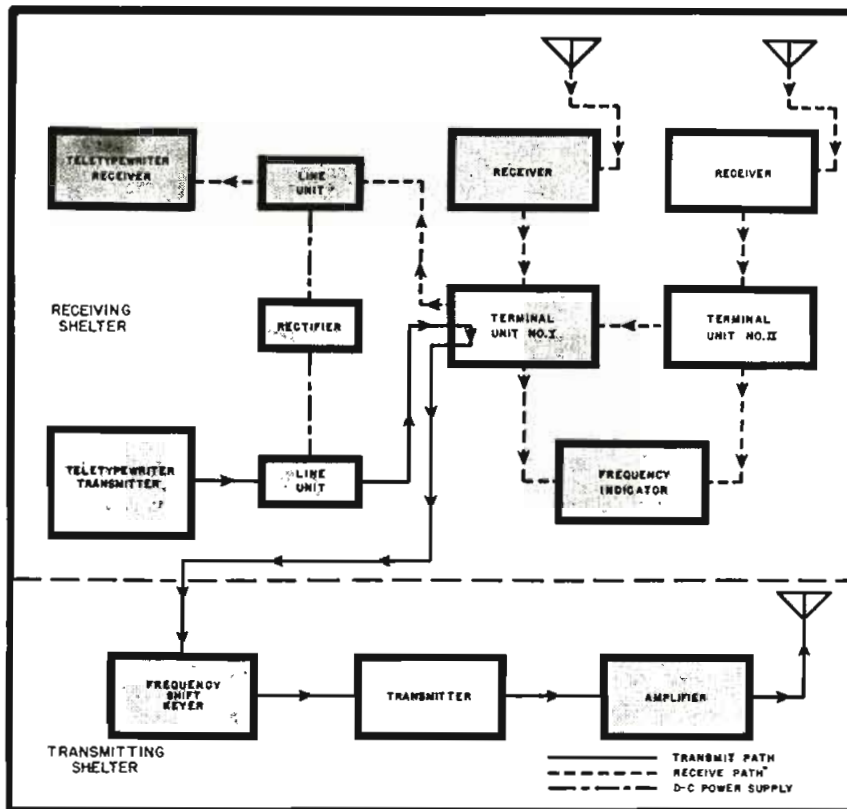 TELETYPEWRITER
RECEIVER
LINE
UNIT
RECEIVER
RECEIVER
RECEIVING
SHELTER
RECTIFIER
TERMINAL
UNIT NO.I
TERMINAL
UNIT NO.II
TELETYPEWRITER
TRANSMITTER
LINE
UNIT
FREQUENCY
INDICATOR
FREQUENCY
SHIFT
KEYER
TRANSMITTER
AMPLIFIER
TRANSMITTING
SHELTER
TRANSMIT PATH
RECEIVE PATH
D-C POWER SUPPLY